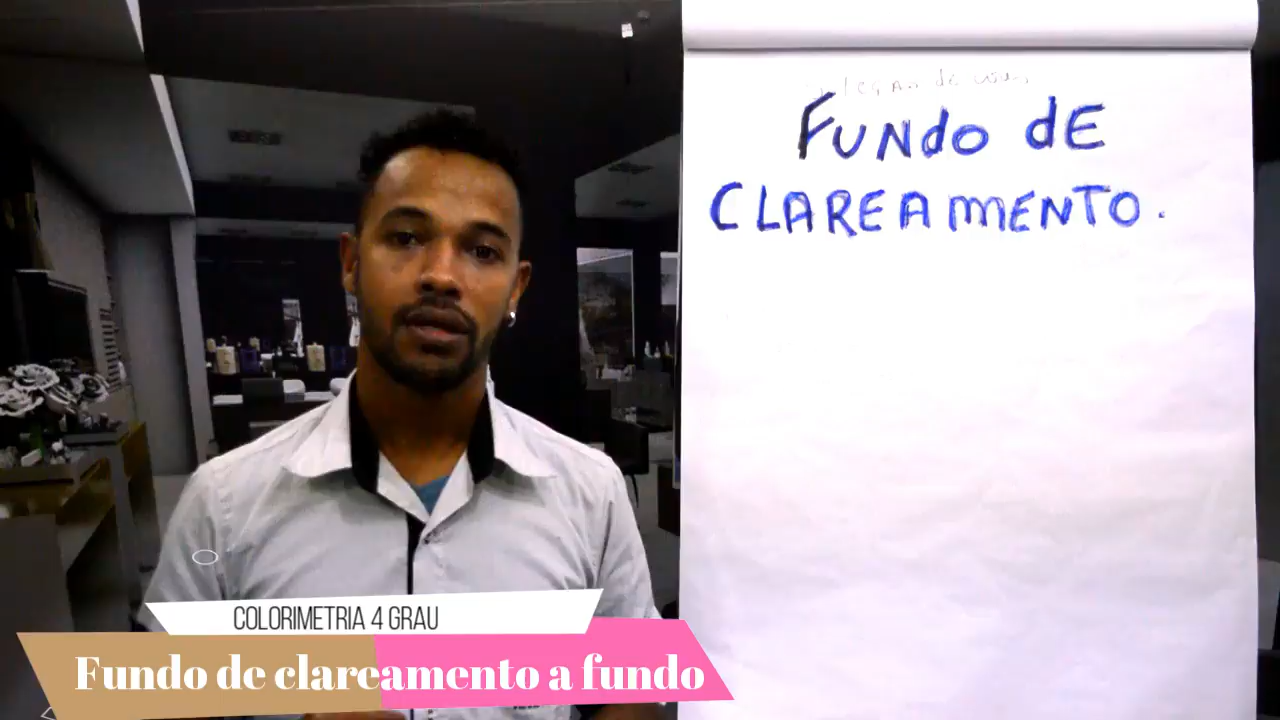 FUNDO DE
CLAREAMENTO.
COLORIMETRIA 4 GRAU
Fundo de clareamento a fundo